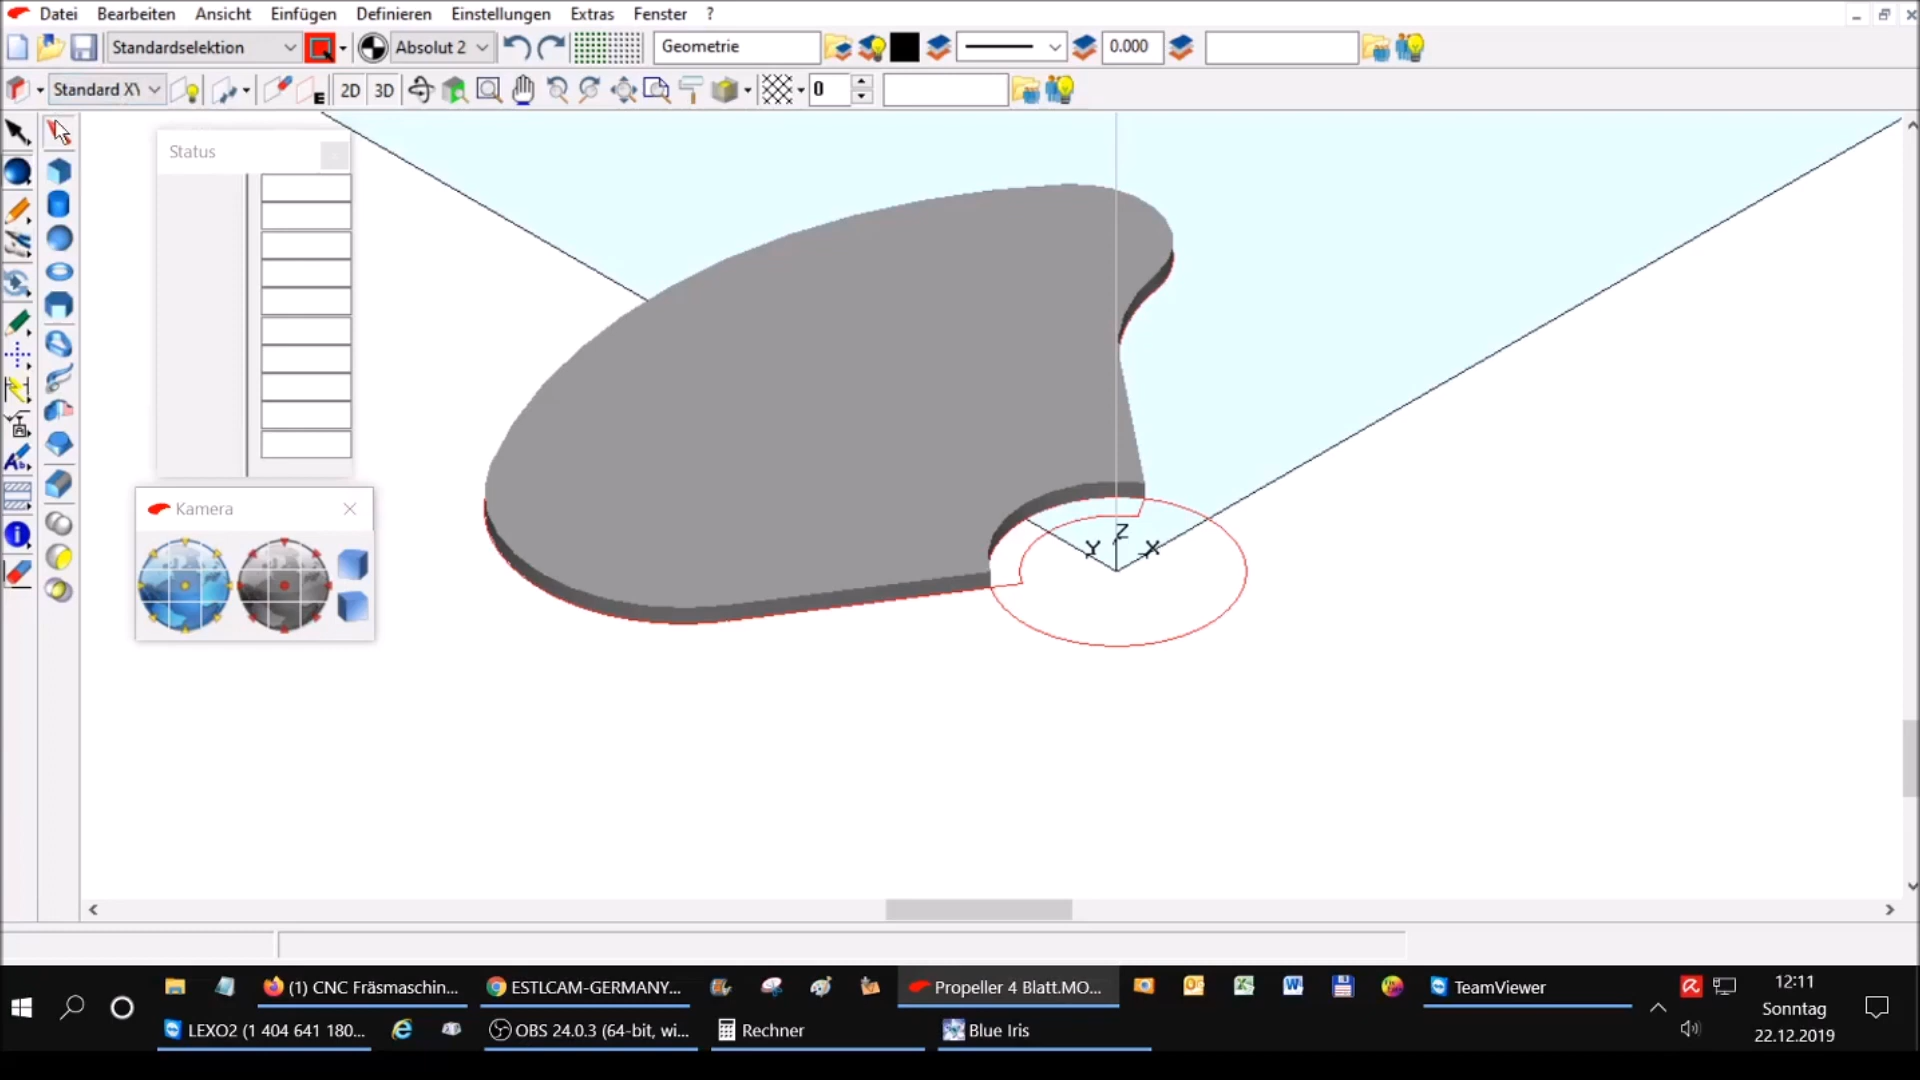 Datei Bearbeiten Ansicht Einfügen Definieren Einstellungen Extras Fenster ?
Standardselektion Absolut 2 Geometrie 0.000
Standard XY 2D 3D 0
Status
Kamera
Z
Y X
(1) CNC Fräsmaschin... ESTLCAM-GERMANY... Propeller 4 Blatt.MO... TeamViewer
12:11
Sonntag
22.12.2019
LEXO2 (1 404 641 180... OBS 24.0.3 (64-bit, wi... Rechner Blue Iris